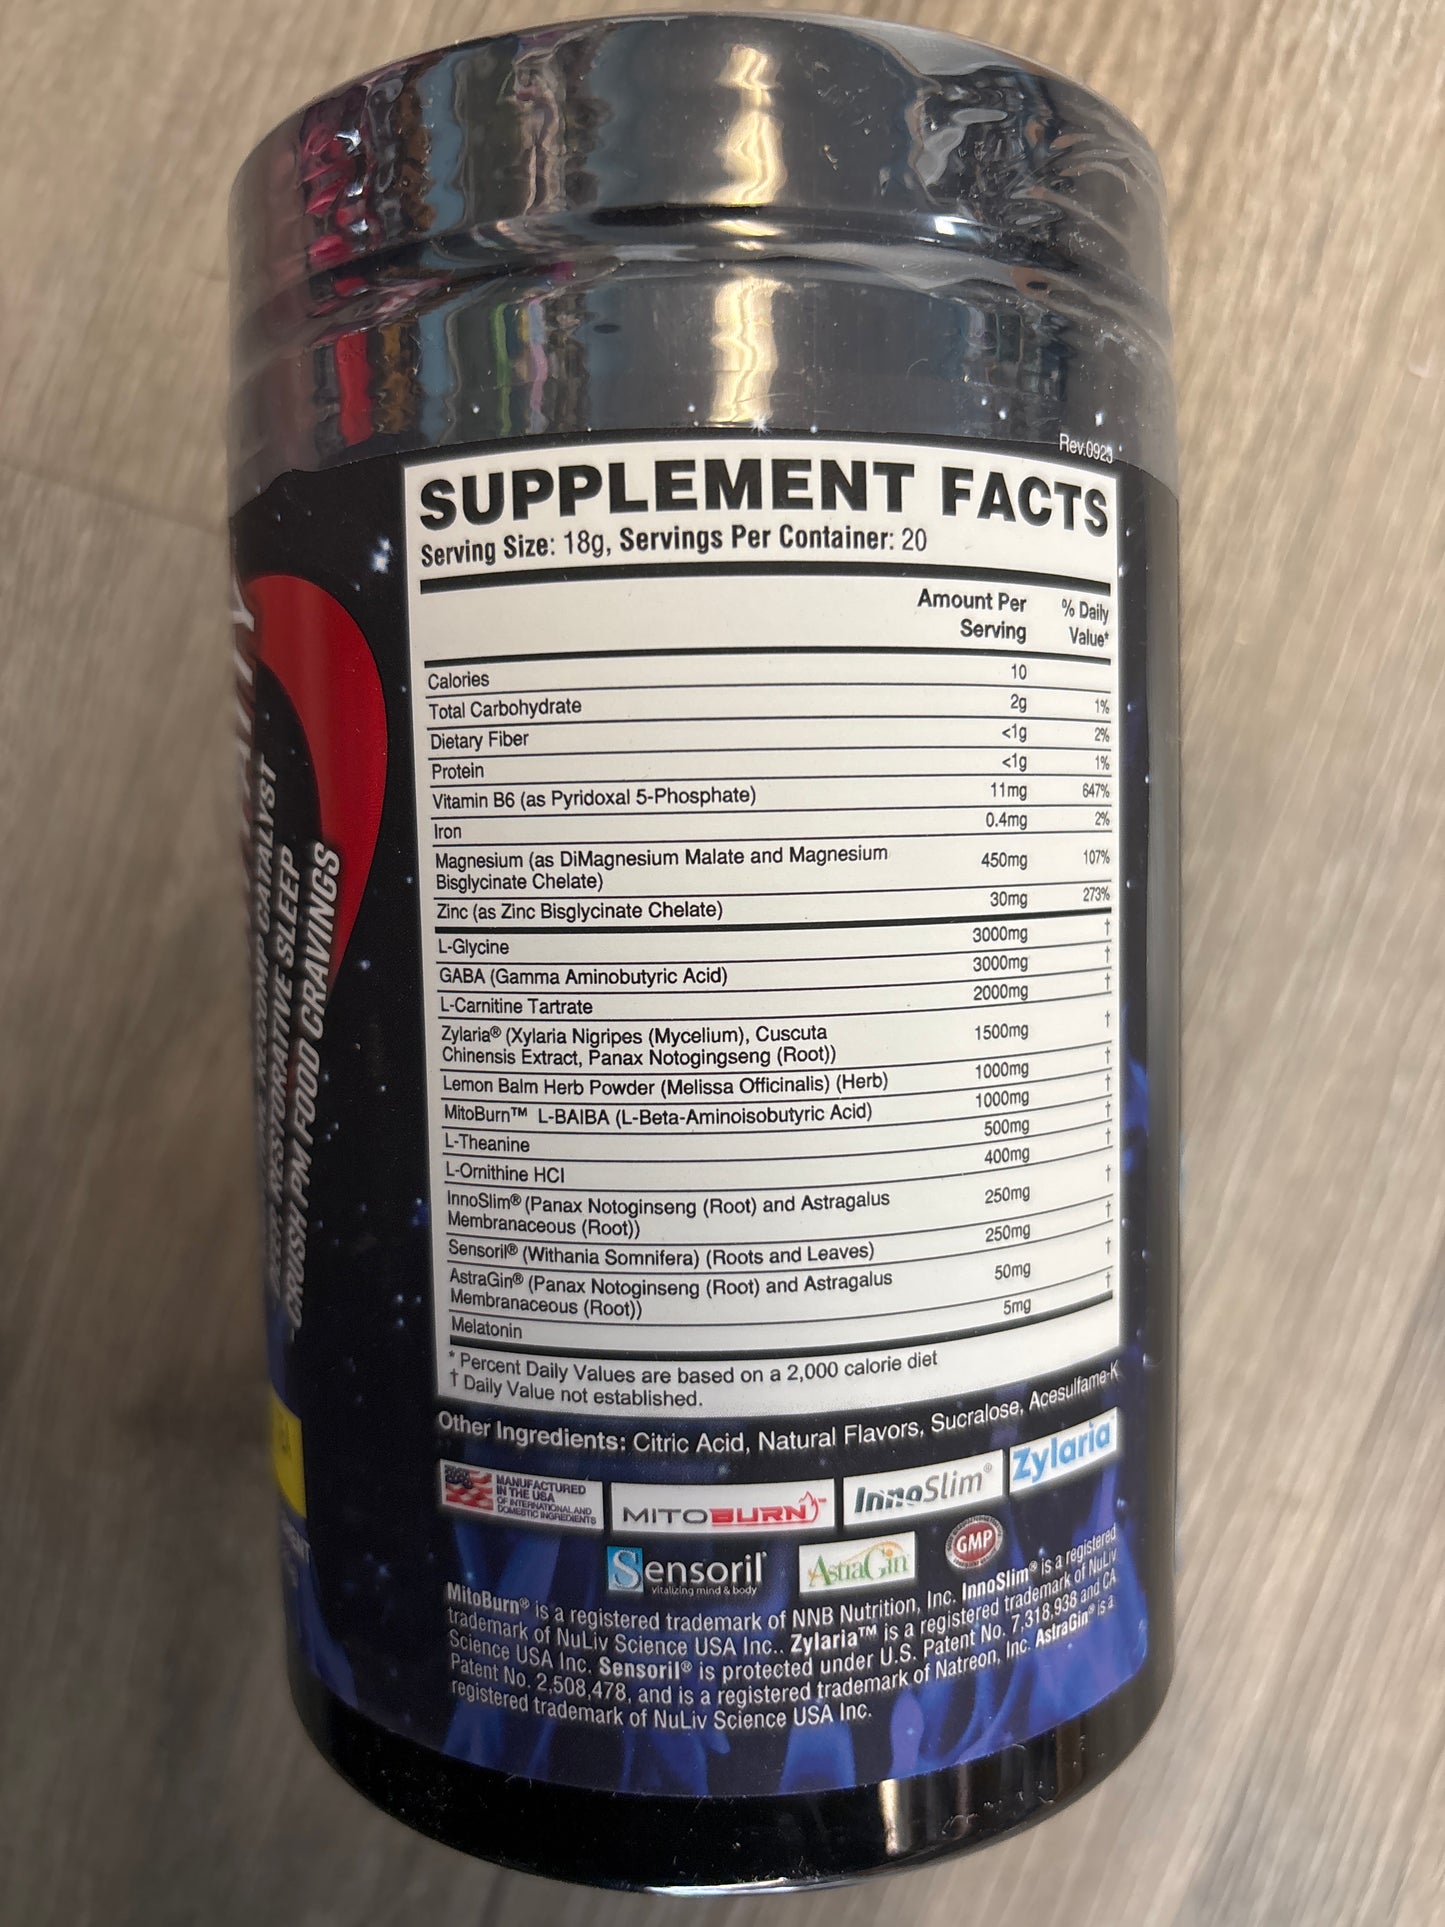 Rev.0923
SUPPLEMENT FACTS
Serving Size: 18g, Servings Per Container: 20
Amount Per Serving
% Daily Value*
Calories 10
Total Carbohydrate 2g 1%
Dietary Fiber <1g 2%
Protein <1g 1%
Vitamin B6 (as Pyridoxal 5-Phosphate) 11mg 647%
Iron 0.4mg 2%
Magnesium (as DiMagnesium Malate and Magnesium
Bisglycinate Chelate) 450mg 107%
Zinc (as Zinc Bisglycinate Chelate) 30mg 273%
L-Glycine 3000mg †
GABA (Gamma Aminobutyric Acid) 3000mg †
L-Carnitine Tartrate 2000mg †
Zylaria® (Xylaria Nigripes (Mycelium), Cuscuta
Chinensis Extract, Panax Notogingseng (Root)) 1500mg †
Lemon Balm Herb Powder (Melissa Officinalis) (Herb) 1000mg †
MitoBurn™ L-BAIBA (L-Beta-Aminoisobutyric Acid) 1000mg †
L-Theanine 500mg †
L-Ornithine HCl 400mg †
InnoSlim® (Panax Notoginseng (Root) and Astragalus
Membranaceous (Root)) 250mg †
Sensoril® (Withania Somnifera) (Roots and Leaves) 250mg †
AstraGin® (Panax Notoginseng (Root) and Astragalus
Membranaceous (Root)) 50mg †
Melatonin 5mg †
* Percent Daily Values are based on a 2,000 calorie diet
† Daily Value not established.
Other Ingredients: Citric Acid, Natural Flavors, Sucralose, Acesulfame-K
MANUFACTURED
IN THE USA
OF INTERNATIONAL AND
DOMESTIC INGREDIENTS
MITOBURN™
InnoSlim®
Zylaria
Sensoril®
vitalizing mind & body
AstraGin
GMP
MitoBurn® is a registered trademark of NNB Nutrition, Inc. InnoSlim® is a registered
trademark of NuLiv Science USA Inc.. Zylaria™ is a registered trademark of NuLiv
Science USA Inc. Sensoril® is protected under U.S. Patent No. 7,318,938 and CA
Patent No. 2,508,478, and is a registered trademark of Natreon, Inc. AstraGin® is a
registered trademark of NuLiv Science USA Inc.
CATALYST
RESTORATIVE SLEEP
CRUSH PM FOOD CRAVINGS